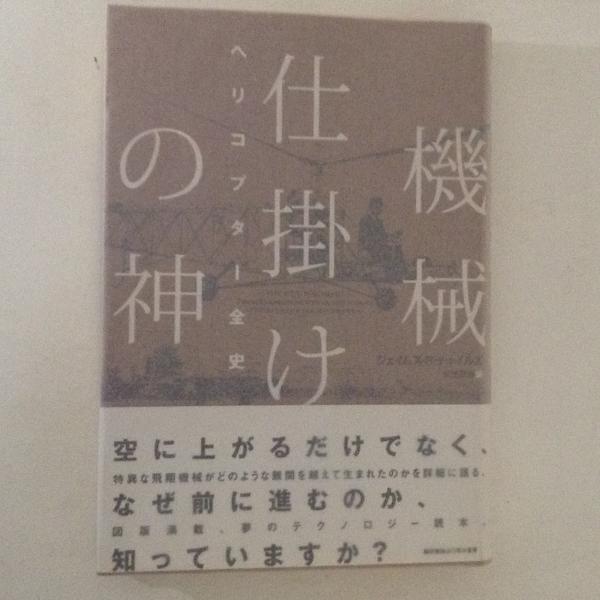 機械
仕掛け
の神
ヘリコプター全史
ジェイムズ・R・チャイルズ
空に上がるだけでなく、
特異な飛翔機械がどのような難関を越えて生まれたのかを詳細に語る。
なぜ前に進むのか、
図版満載、夢のテクノロジー読本。
知っていますか?